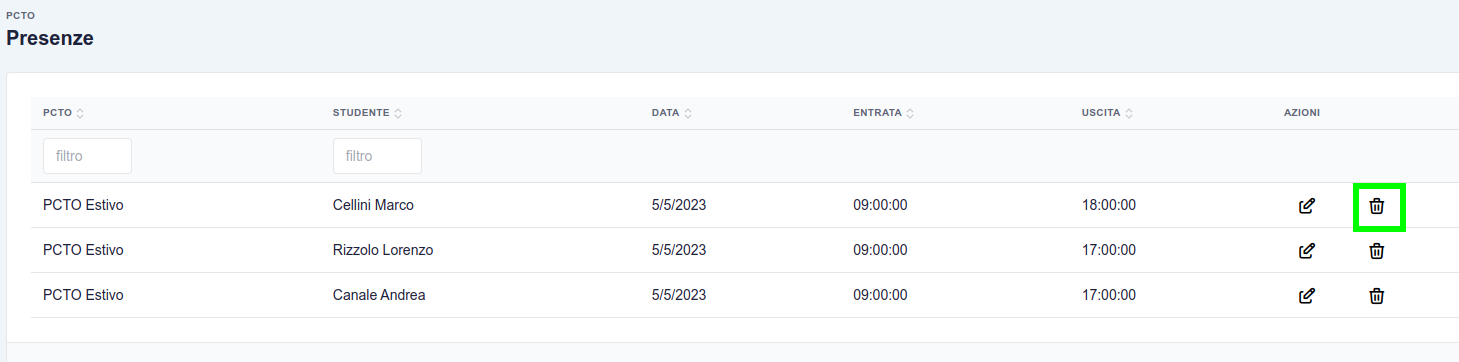 PCTO
Presenze
PCTO STUDENTE DATA ENTRATA USCITA AZIONI
filtro filtro
PCTO Estivo Cellini Marco 5/5/2023 09:00:00 18:00:00
PCTO Estivo Rizzolo Lorenzo 5/5/2023 09:00:00 17:00:00
PCTO Estivo Canale Andrea 5/5/2023 09:00:00 17:00:00